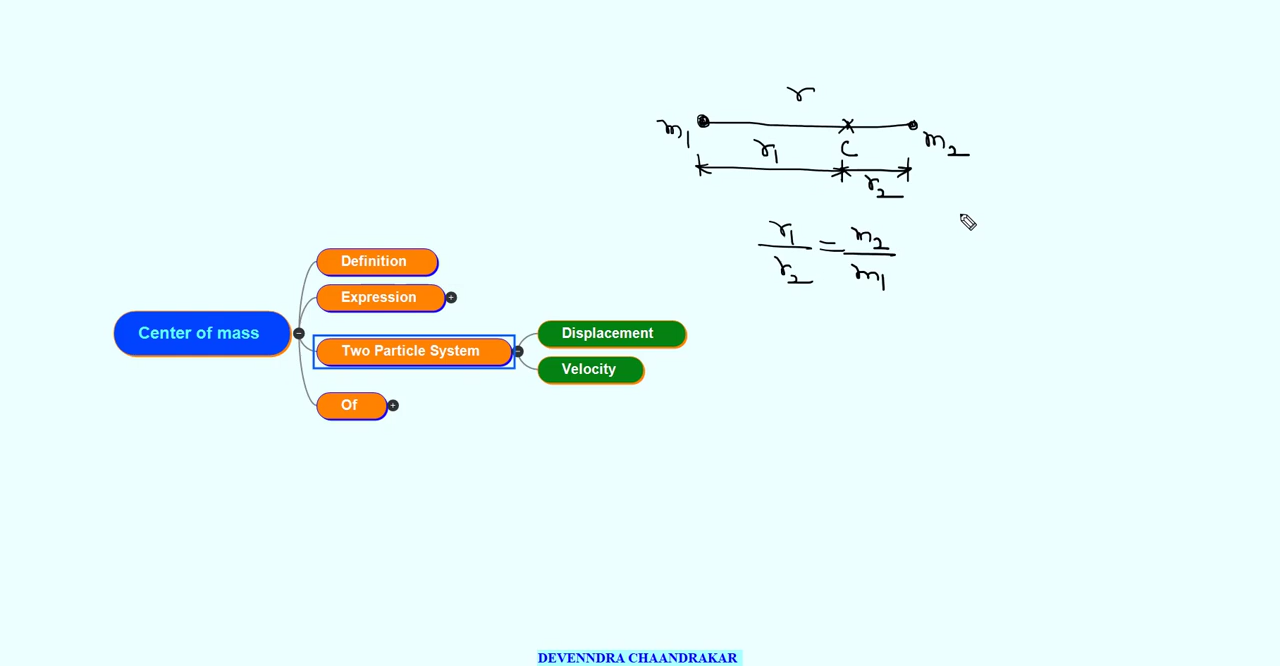 r
m1
m2
r1
C
r2
r1/r2 = m2/m1
Definition
Expression
Center of mass
Two Particle System
Displacement
Velocity
Of
DEVENNDRA CHAANDRAKAR